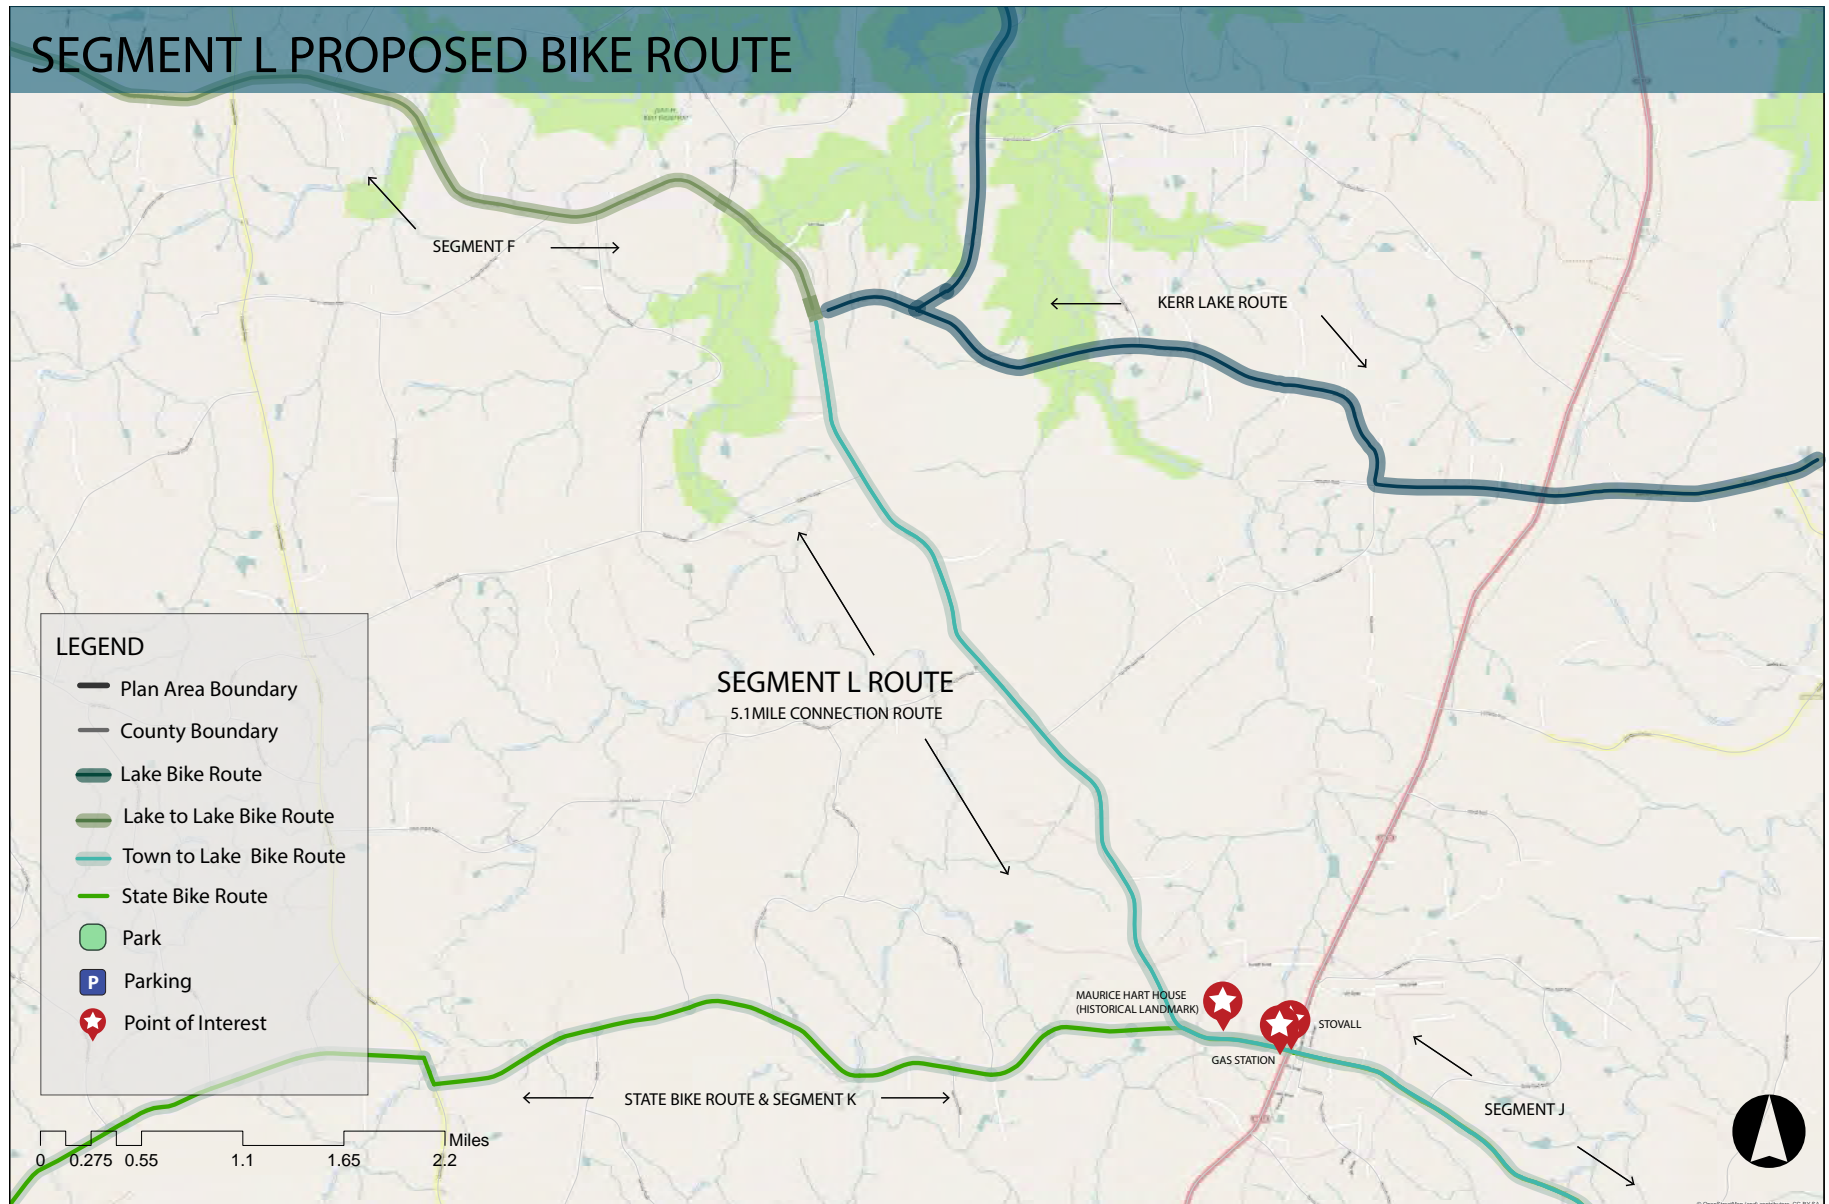 SEGMENT L PROPOSED BIKE ROUTE
SEGMENT F
KERR LAKE ROUTE
SEGMENT L ROUTE
5.1MILE CONNECTION ROUTE
LEGEND
Plan Area Boundary
County Boundary
Lake Bike Route
Lake to Lake Bike Route
Town to Lake Bike Route
State Bike Route
Park
P Parking
Point of Interest
MAURICE HART HOUSE
(HISTORICAL LANDMARK)
STOVALL
GAS STATION
STATE BIKE ROUTE & SEGMENT K
SEGMENT J
Miles
0 0.275 0.55 1.1 1.65 2.2